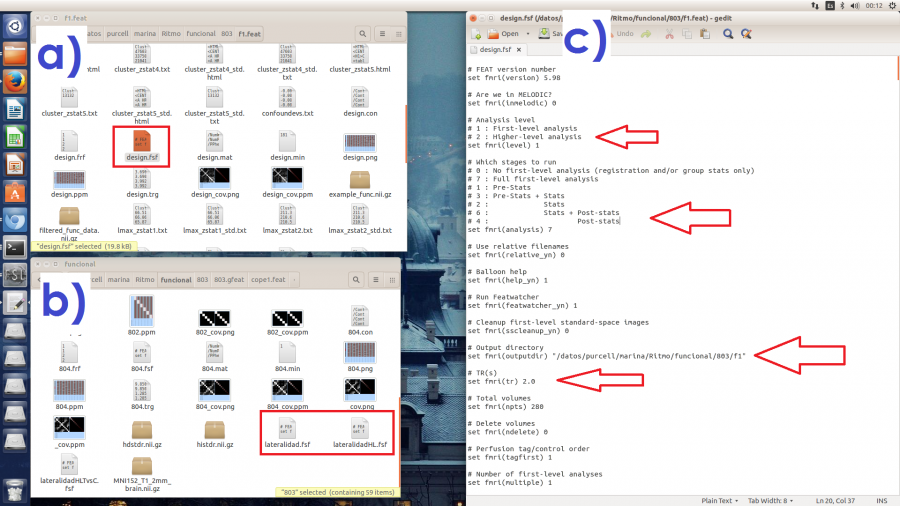 design.fsf (/datos/purcell/marina/Ritmo/funcional/803/f1.feat) - gedit
Es
00:12
f1.feat
datos purcell marina Ritmo funcional 803 f1.feat
a)
cluster_zstat4.txt
cluster_zstat4_std.html
cluster_zstat4_std.txt
cluster_zstat5.html
cluster_zstat5.txt
cluster_zstat5_std.html
cluster_zstat5_std.txt
confoundevs.txt
design.con
design.frf
design.fsf
design.mat
design.min
design.png
design.ppm
design.trg
design_cov.png
design_cov.ppm
example_func.nii.gz
filtered_func_data.nii.gz
lmax_zstat1.txt
lmax_zstat1_std.txt
lmax_zstat2.txt
lmax_zstat2_std.txt
"design.fsf" selected (19.8 kB)
funcional
marina Ritmo funcional 803 803.gfeat cope1.feat
b)
802.ppm
802_cov.png
802_cov.ppm
804.con
804.frf
804.fsf
804.mat
804.min
804.png
804.ppm
804.trg
804_cov.png
804_cov.ppm
cov.png
_cov.ppm
hdstdr.nii.gz
histdr.nii.gz
lateralidad.fsf
lateralidadHL.fsf
lateralidadHLTvsC.fsf
MNI152_T1_2mm_brain.nii.gz
"803" selected (containing 59 items)
Open
Save
Undo
c)
design.fsf
# FEAT version number
set fmri(version) 5.98
# Are we in MELODIC?
set fmri(inmelodic) 0
# Analysis level
# 1 : First-level analysis
# 2 : Higher-level analysis
set fmri(level) 1
# Which stages to run
# 0 : No first-level analysis (registration and/or group stats only)
# 7 : Full first-level analysis
# 1 : Pre-Stats
# 3 : Pre-Stats + Stats
# 2 : Stats
# 6 : Stats + Post-stats
# 4 : Post-stats
set fmri(analysis) 7
# Use relative filenames
set fmri(relative_yn) 0
# Balloon help
set fmri(help_yn) 1
# Run Featwatcher
set fmri(featwatcher_yn) 1
# Cleanup first-level standard-space images
set fmri(sscleanup_yn) 0
# Output directory
set fmri(outputdir) "/datos/purcell/marina/Ritmo/funcional/803/f1"
# TR(s)
set fmri(tr) 2.0
# Total volumes
set fmri(npts) 280
# Delete volumes
set fmri(ndelete) 0
# Perfusion tag/control order
set fmri(tagfirst) 1
# Number of first-level analyses
set fmri(multiple) 1
Plain Text
Tab Width: 8
Ln 20, Col 37
INS